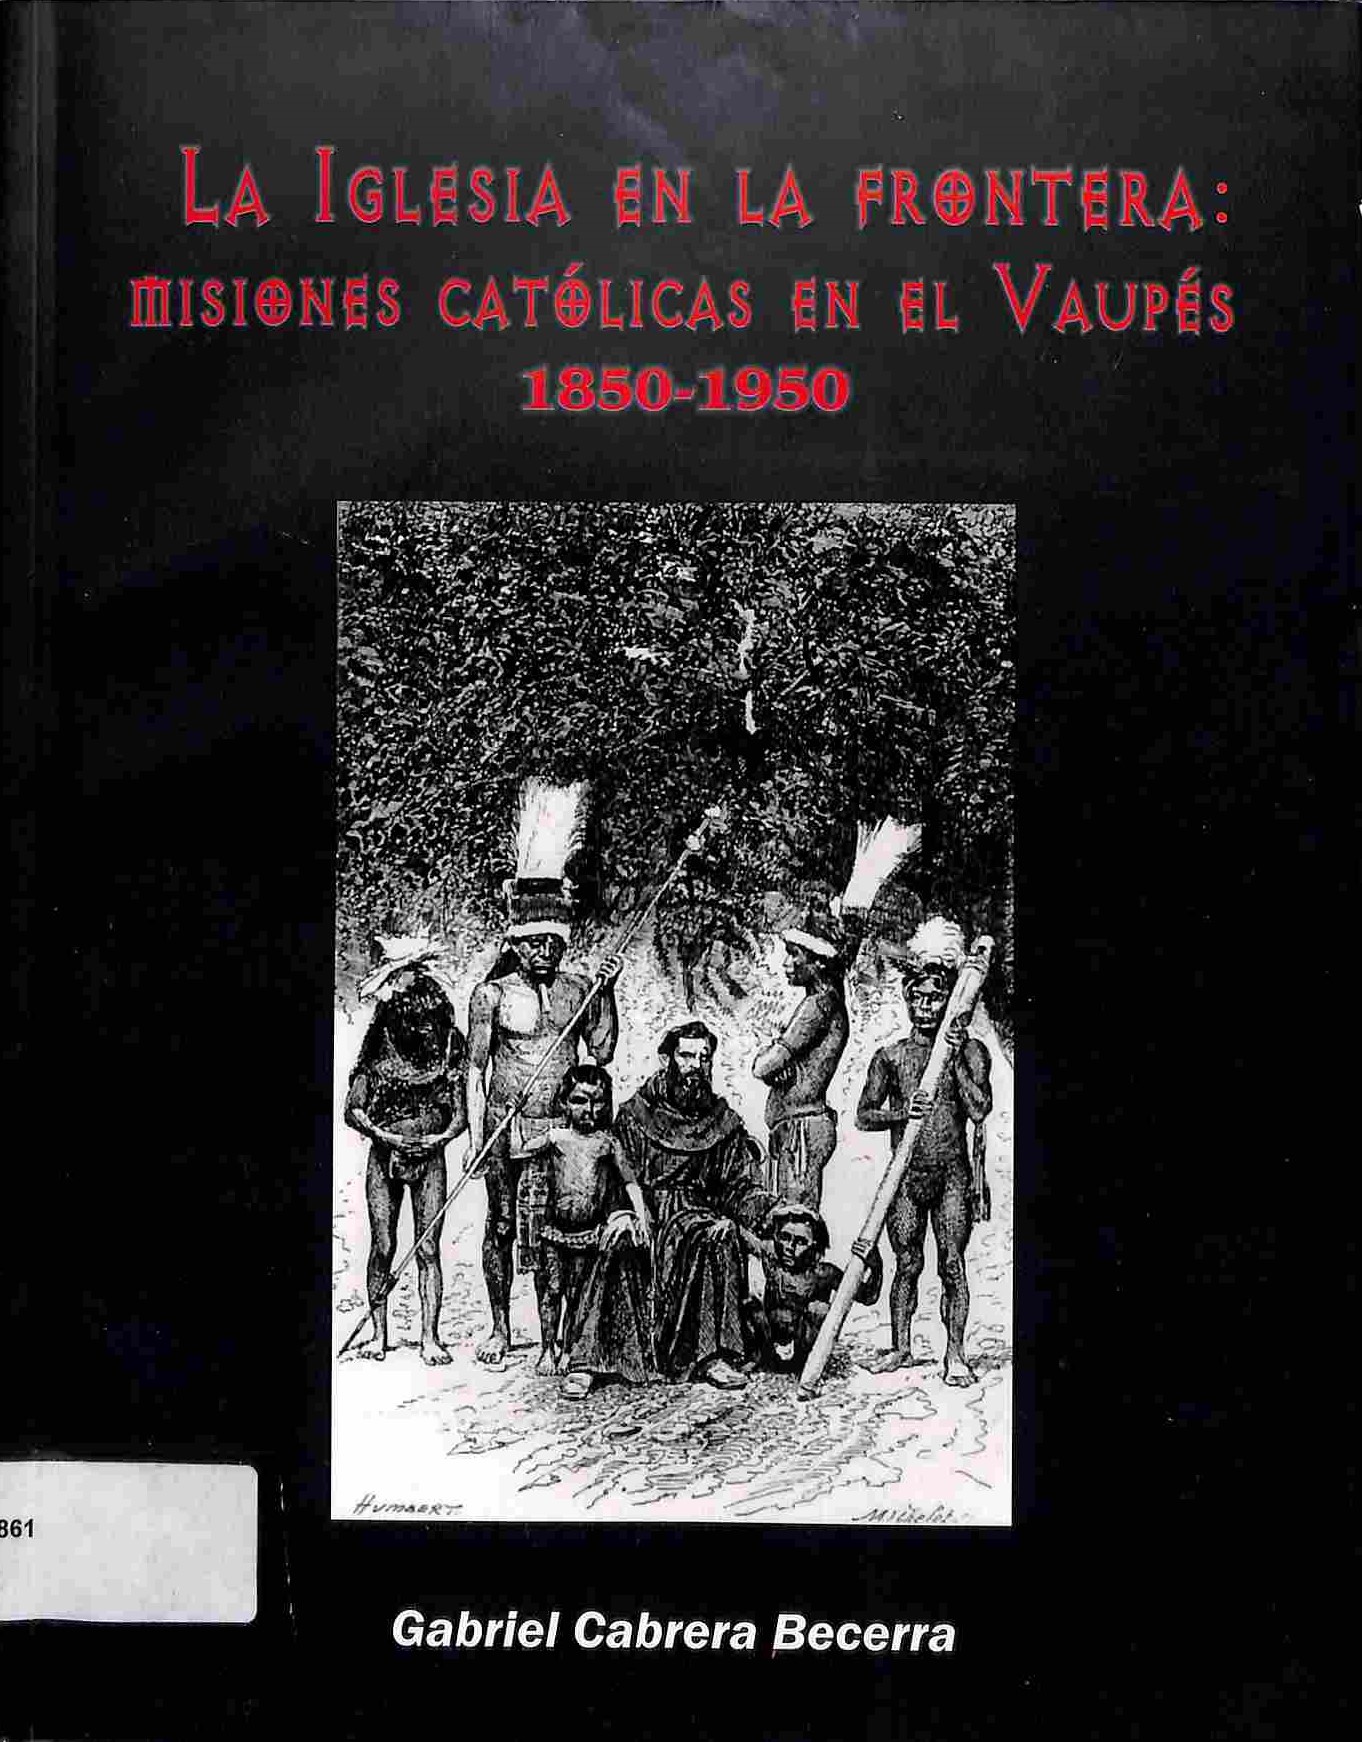 La Iglesia en la frontera:
misiones católicas en el Vaupés
1850-1950
Humbert
Michelet
861
Gabriel Cabrera Becerra